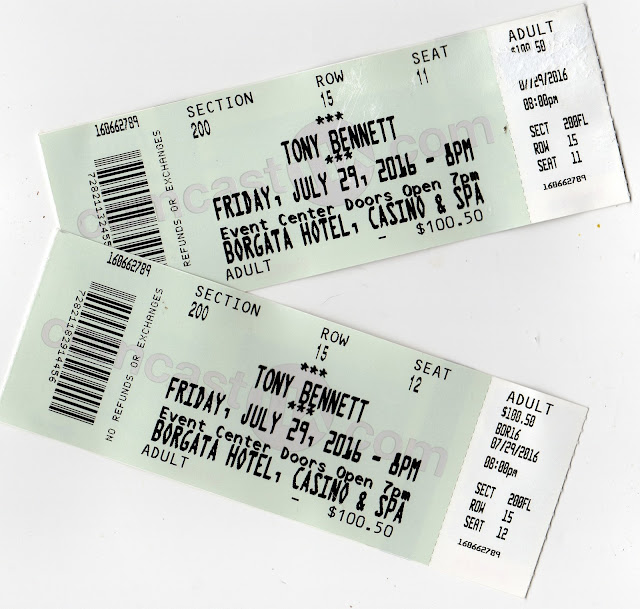 160662789
7282113245
REFUNDS OR EXCHANGES
SECTION
200
ROW
15
SEAT
11
***
TONY BENNETT
***
FRIDAY, JULY 29, 2016 - 8PM
Event Center Doors Open 7pm
BORGATA HOTEL, CASINO & SPA
ADULT
$100.50
ADULT
$100.50
07/29/2016
08:00pm
SECT 200FL
ROW 15
SEAT 11
160662789
160662789
72821182914456
NO REFUNDS OR EXCHANGES
SECTION
200
ROW
15
SEAT
12
***
TONY BENNETT
***
FRIDAY, JULY 29, 2016 - 8PM
Event Center Doors Open 7pm
BORGATA HOTEL, CASINO & SPA
ADULT
$100.50
ADULT
$100.50
BOR16
07/29/2016
08:00pm
SECT 200FL
ROW 15
SEAT 12
160662789